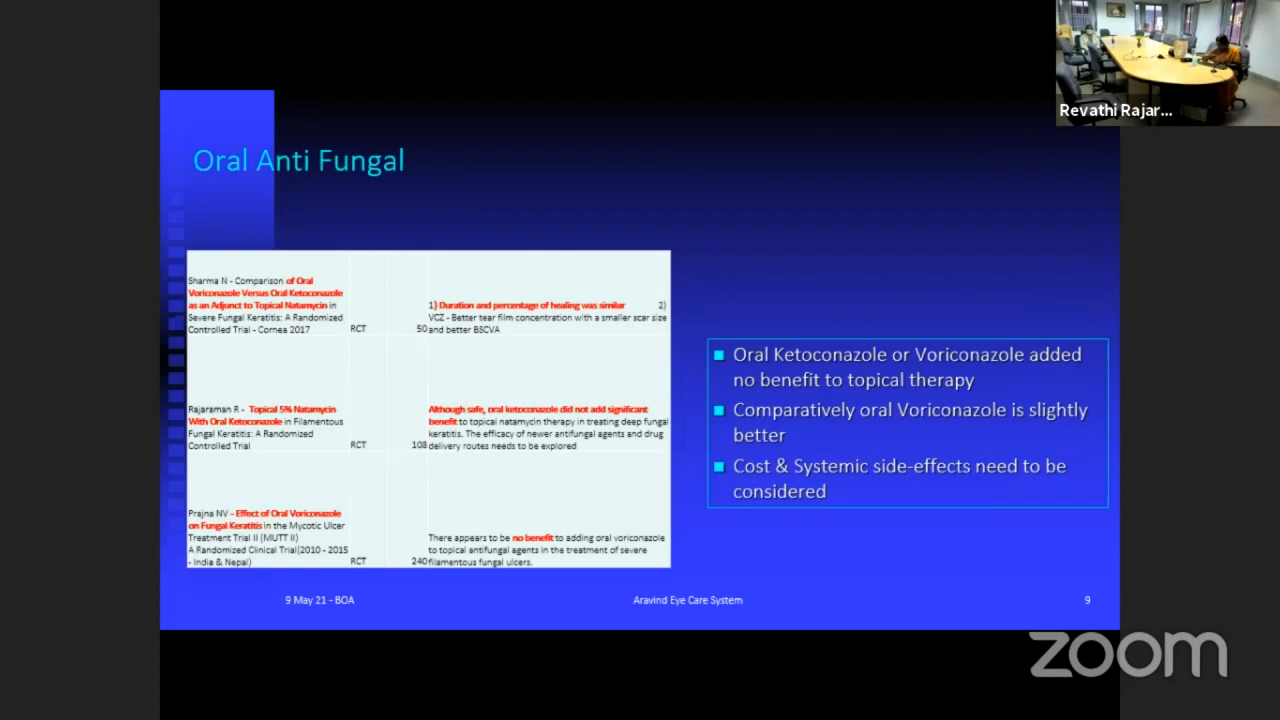 Revathi Rajar...
Oral Anti Fungal
Sharma N - Comparison of Oral
Voriconazole Versus Oral Ketoconazole
as an Adjunct to Topical Natamycin in
Severe Fungal Keratitis: A Randomized
Controlled Trial - Cornea 2017
RCT
50
1) Duration and percentage of healing was similar 2)
VCZ - Better tear film concentration with a smaller scar size
and better BSCVA
Rajaraman R - Topical 5% Natamycin
With Oral Ketoconazole in Filamentous
Fungal Keratitis: A Randomized
Controlled Trial
RCT
108
Although safe, oral ketoconazole did not add significant
benefit to topical natamycin therapy in treating deep fungal
keratitis. The efficacy of newer antifungal agents and drug
delivery routes needs to be explored
Prajna NV - Effect of Oral Voriconazole
on Fungal Keratitis in the Mycotic Ulcer
Treatment Trial II (MUTT II)
A Randomized Clinical Trial(2010 - 2015
- India & Nepal)
RCT
240
There appears to be no benefit to adding oral voriconazole
to topical antifungal agents in the treatment of severe
filamentous fungal ulcers.
Oral Ketoconazole or Voriconazole added
no benefit to topical therapy
Comparatively oral Voriconazole is slightly
better
Cost & Systemic side-effects need to be
considered
9 May 21 - BOA
Aravind Eye Care System
9
zoom